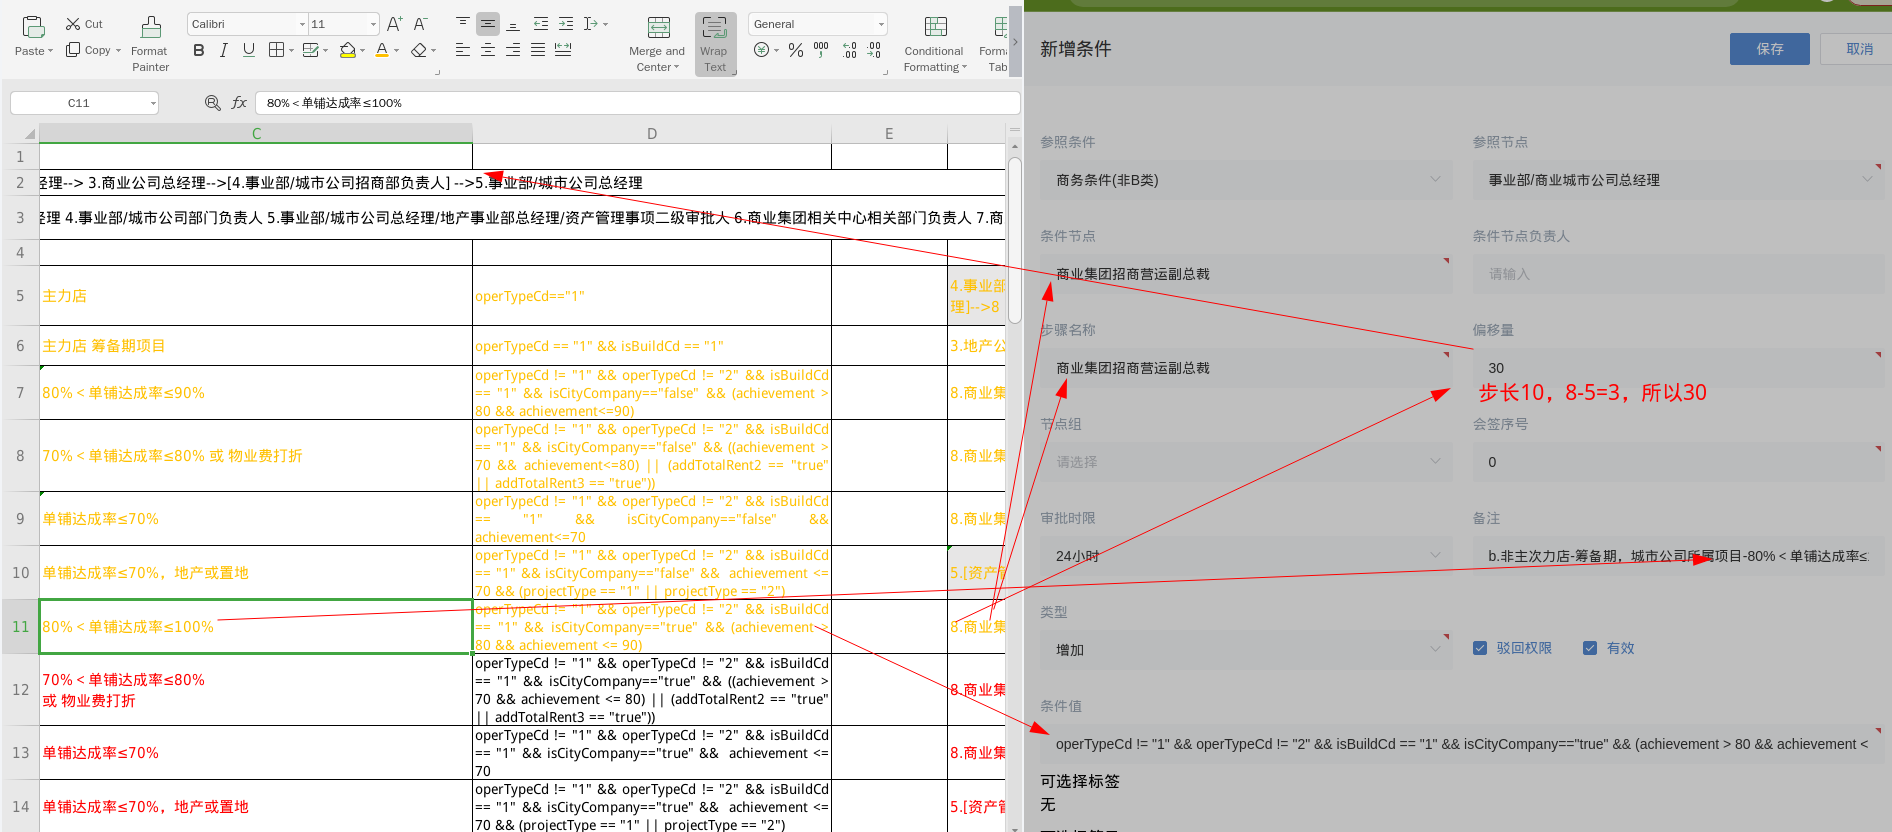 Cut
Calibri
11
A+ A-
General
Paste
Copy
Format Painter
B I U
A
Merge and Center
Wrap Text
% 000 .00
Conditional Formatting
Forma
Tab
C11
fx
80%＜单铺达成率≤100%
C D E
1
2
经理--> 3.商业公司总经理-->[4.事业部/城市公司招商部负责人] -->5.事业部/城市公司总经理
3
经理 4.事业部/城市公司部门负责人 5.事业部/城市公司总经理/地产事业部总经理/资产管理事项二级审批人 6.商业集团相关中心相关部门负责人 7.商
4
5
主力店
operTypeCd=="1"
4.事业部
理]-->8
6
主力店 筹备期项目
operTypeCd == "1" && isBuildCd == "1"
3.地产公
7
80%＜单铺达成率≤90%
operTypeCd != "1" && operTypeCd != "2" && isBuildCd
== "1" && isCityCompany=="false" && (achievement >
80 && achievement<=90)
8.商业集
8
70%＜单铺达成率≤80% 或 物业费打折
operTypeCd != "1" && operTypeCd != "2" && isBuildCd
== "1" && isCityCompany=="false" && ((achievement >
70 && achievement<=80) || (addTotalRent2 == "true"
|| addTotalRent3 == "true"))
8.商业集
9
单铺达成率≤70%
operTypeCd != "1" && operTypeCd != "2" && isBuildCd
== "1" && isCityCompany=="false" &&
achievement<=70
8.商业集
10
单铺达成率≤70%，地产或置地
operTypeCd != "1" && operTypeCd != "2" && isBuildCd
== "1" && isCityCompany=="false" && achievement <=
70 && (projectType == "1" || projectType == "2")
5.[资产管
11
80%＜单铺达成率≤100%
operTypeCd != "1" && operTypeCd != "2" && isBuildCd
== "1" && isCityCompany=="true" && (achievement >
80 && achievement <= 90)
8.商业集
12
70%＜单铺达成率≤80%
或 物业费打折
operTypeCd != "1" && operTypeCd != "2" && isBuildCd
== "1" && isCityCompany=="true" && ((achievement >
70 && achievement <= 80) || (addTotalRent2 == "true"
|| addTotalRent3 == "true"))
8.商业集
13
单铺达成率≤70%
operTypeCd != "1" && operTypeCd != "2" && isBuildCd
== "1" && isCityCompany=="true" && achievement <=
70
8.商业集
14
单铺达成率≤70%，地产或置地
operTypeCd != "1" && operTypeCd != "2" && isBuildCd
== "1" && isCityCompany=="true" && achievement <=
70 && (projectType == "1" || projectType == "2")
5.[资产管
新增条件
保存
取消
参照条件
参照节点
商务条件(非B类)
事业部/商业城市公司总经理
条件节点
条件节点负责人
商业集团招商营运副总裁
请输入
步骤名称
偏移量
商业集团招商营运副总裁
30
步长10，8-5=3，所以30
节点组
会签序号
请选择
0
审批时限
备注
24小时
b.非主次力店-筹备期，城市公司所属项目-80%＜单铺达成率≤
类型
增加
驳回权限
有效
条件值
operTypeCd != "1" && operTypeCd != "2" && isBuildCd == "1" && isCityCompany=="true" && (achievement > 80 && achievement <
可选择标签
无